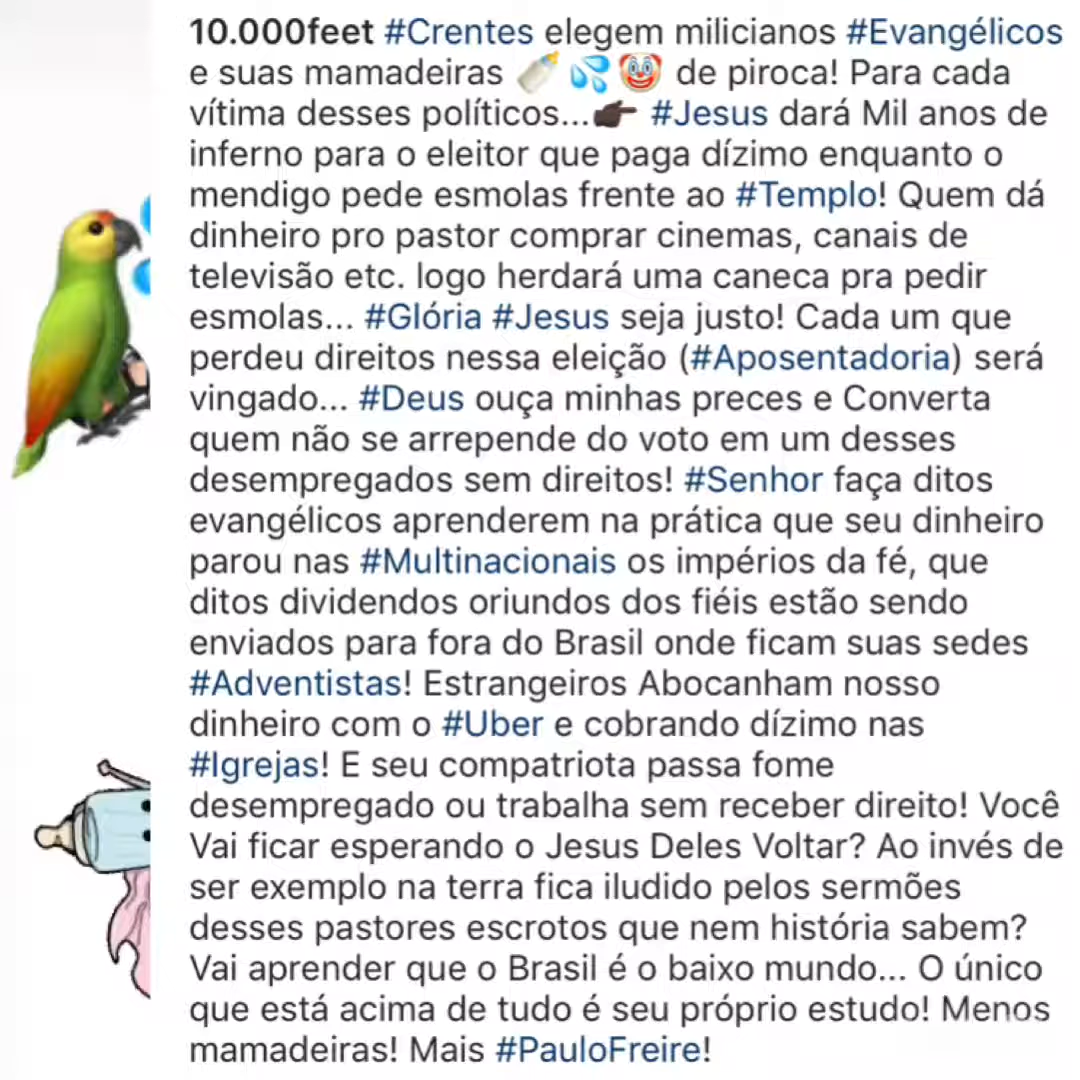 10.000feet #Crentes elegem milicianos #Evangélicos
e suas mamadeiras 🍼💦🤡 de piroca! Para cada
vítima desses políticos...👉🏿 #Jesus dará Mil anos de
inferno para o eleitor que paga dízimo enquanto o
mendigo pede esmolas frente ao #Templo! Quem dá
dinheiro pro pastor comprar cinemas, canais de
televisão etc. logo herdará uma caneca pra pedir
esmolas... #Glória #Jesus seja justo! Cada um que
perdeu direitos nessa eleição (#Aposentadoria) será
vingado... #Deus ouça minhas preces e Converta
quem não se arrepende do voto em um desses
desempregados sem direitos! #Senhor faça ditos
evangélicos aprenderem na prática que seu dinheiro
parou nas #Multinacionais os impérios da fé, que
ditos dividendos oriundos dos fiéis estão sendo
enviados para fora do Brasil onde ficam suas sedes
#Adventistas! Estrangeiros Abocanham nosso
dinheiro com o #Uber e cobrando dízimo nas
#Igrejas! E seu compatriota passa fome
desempregado ou trabalha sem receber direito! Você
Vai ficar esperando o Jesus Deles Voltar? Ao invés de
ser exemplo na terra fica iludido pelos sermões
desses pastores escrotos que nem história sabem?
Vai aprender que o Brasil é o baixo mundo... O único
que está acima de tudo é seu próprio estudo! Menos
mamadeiras! Mais #PauloFreire!